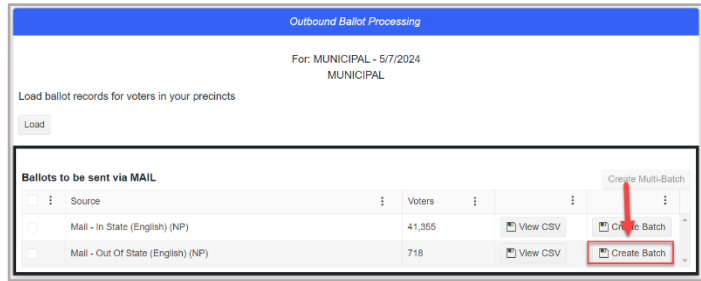 Outbound Ballot Processing
For: MUNICIPAL - 5/7/2024
MUNICIPAL
Load ballot records for voters in your precincts
Load
Ballots to be sent via MAIL
Create Multi-Batch
Source Voters
Mail - In State (English) (NP) 41,355 View CSV Create Batch
Mail - Out Of State (English) (NP) 718 View CSV Create Batch